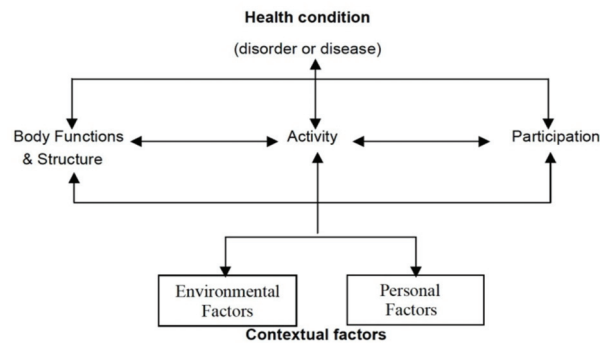 Health condition
(disorder or disease)
Body Functions
& Structure
Activity
Participation
Environmental
Factors
Personal
Factors
Contextual factors